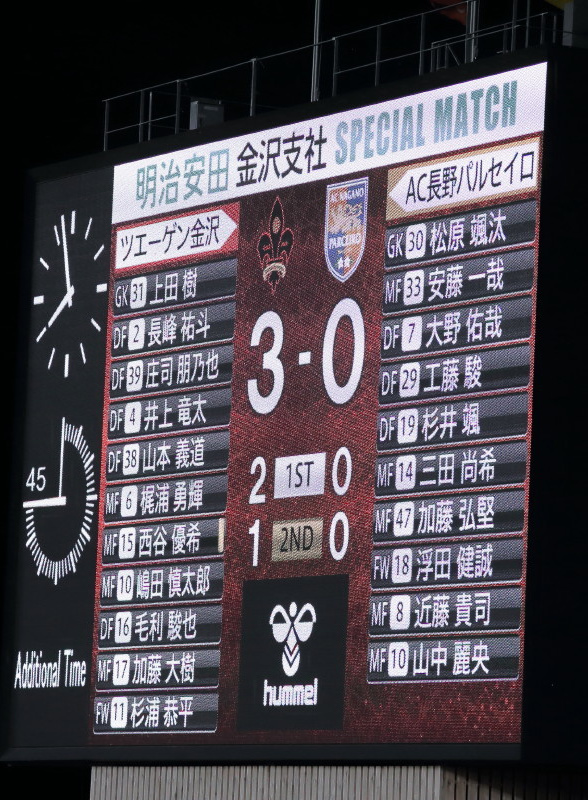 明治安田 金沢支社 SPECIAL MATCH
ツエーゲン金沢
GK 31 上田 樹
DF 2 長峰 祐斗
DF 39 庄司 朋乃也
DF 4 井上 竜太
DF 38 山本 義道
MF 6 梶浦 勇輝
MF 15 西谷 優希
MF 10 嶋田 慎太郎
DF 16 毛利 駿也
MF 17 加藤 大樹
FW 11 杉浦 恭平
AC NAGANO
PARCEIRO
3 - 0
2 1ST 0
1 2ND 0
hummel
AC長野パルセイロ
GK 30 松原 颯汰
MF 33 安藤 一哉
DF 7 大野 佑哉
DF 29 工藤 駿
DF 19 杉井 颯
MF 14 三田 尚希
MF 47 加藤 弘堅
FW 18 浮田 健誠
MF 8 近藤 貴司
MF 10 山中 麗央
45
Additional Time